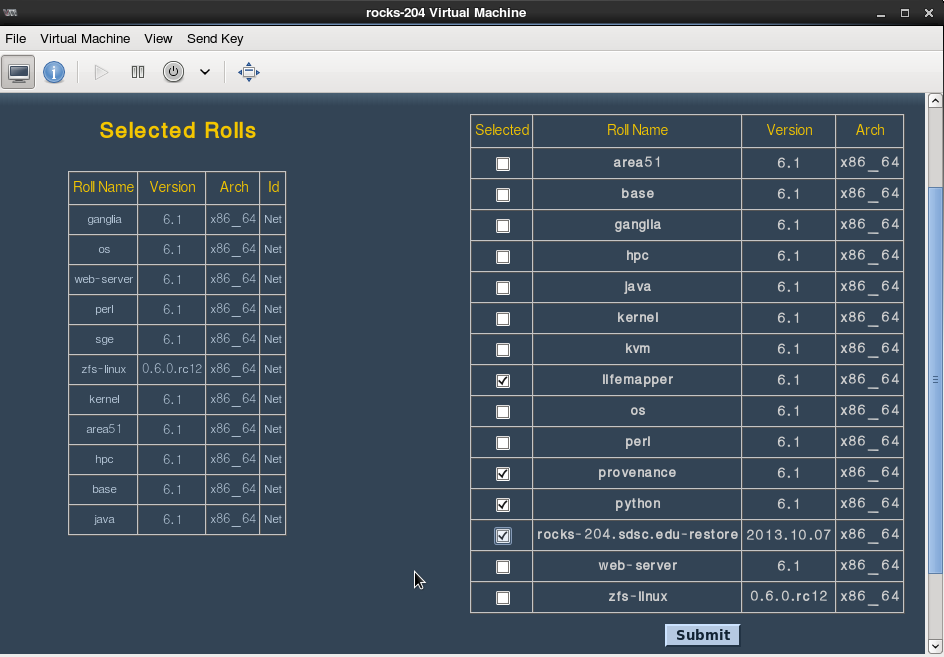 rocks-204 Virtual Machine
File Virtual Machine View Send Key
Selected Rolls
Roll Name Version Arch Id
ganglia 6.1 x86_64 Net
os 6.1 x86_64 Net
web-server 6.1 x86_64 Net
perl 6.1 x86_64 Net
sge 6.1 x86_64 Net
zfs-linux 0.6.0.rc12 x86_64 Net
kernel 6.1 x86_64 Net
area51 6.1 x86_64 Net
hpc 6.1 x86_64 Net
base 6.1 x86_64 Net
java 6.1 x86_64 Net
Selected Roll Name Version Arch
area51 6.1 x86_64
base 6.1 x86_64
ganglia 6.1 x86_64
hpc 6.1 x86_64
java 6.1 x86_64
kernel 6.1 x86_64
kvm 6.1 x86_64
lifemapper 6.1 x86_64
os 6.1 x86_64
perl 6.1 x86_64
provenance 6.1 x86_64
python 6.1 x86_64
rocks-204.sdsc.edu-restore 2013.10.07 x86_64
web-server 6.1 x86_64
zfs-linux 0.6.0.rc12 x86_64
Submit